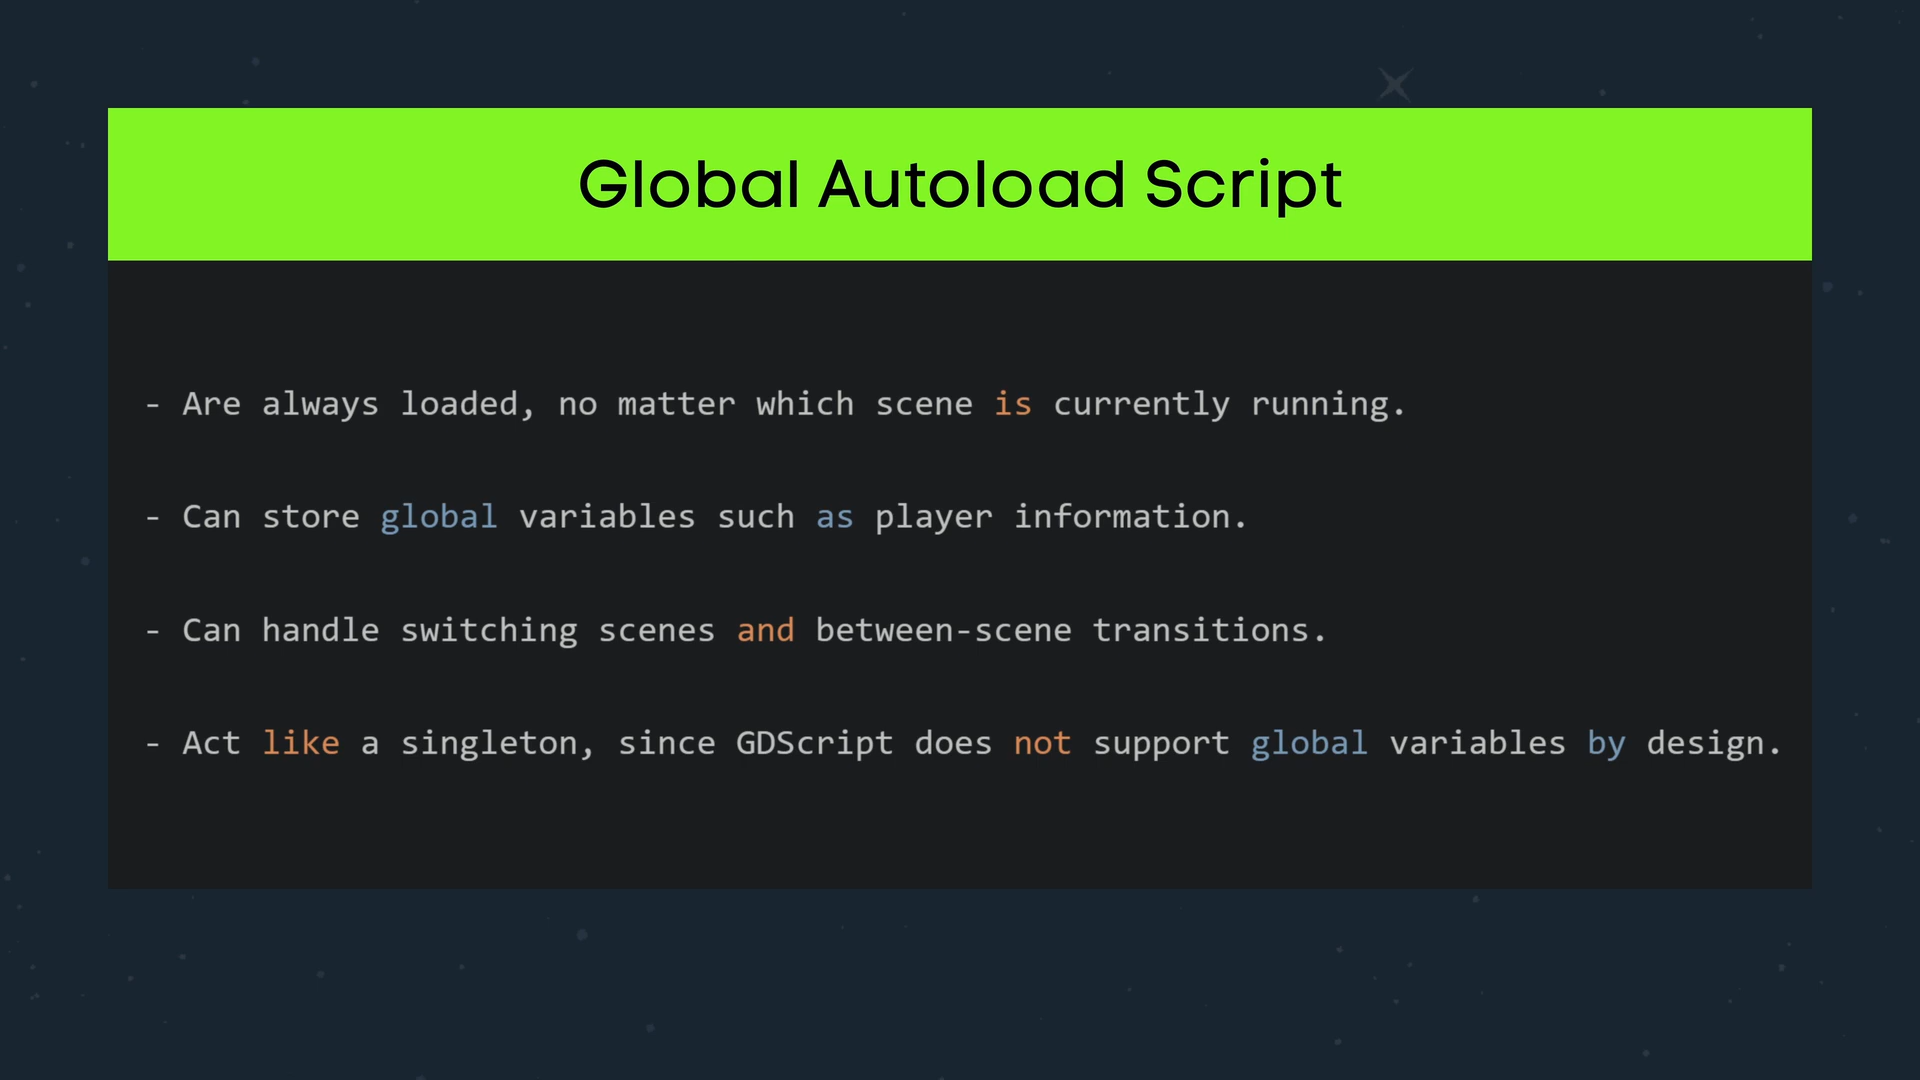 Global Autoload Script
- Are always loaded, no matter which scene is currently running.
- Can store global variables such as player information.
- Can handle switching scenes and between-scene transitions.
- Act like a singleton, since GDScript does not support global variables by design.